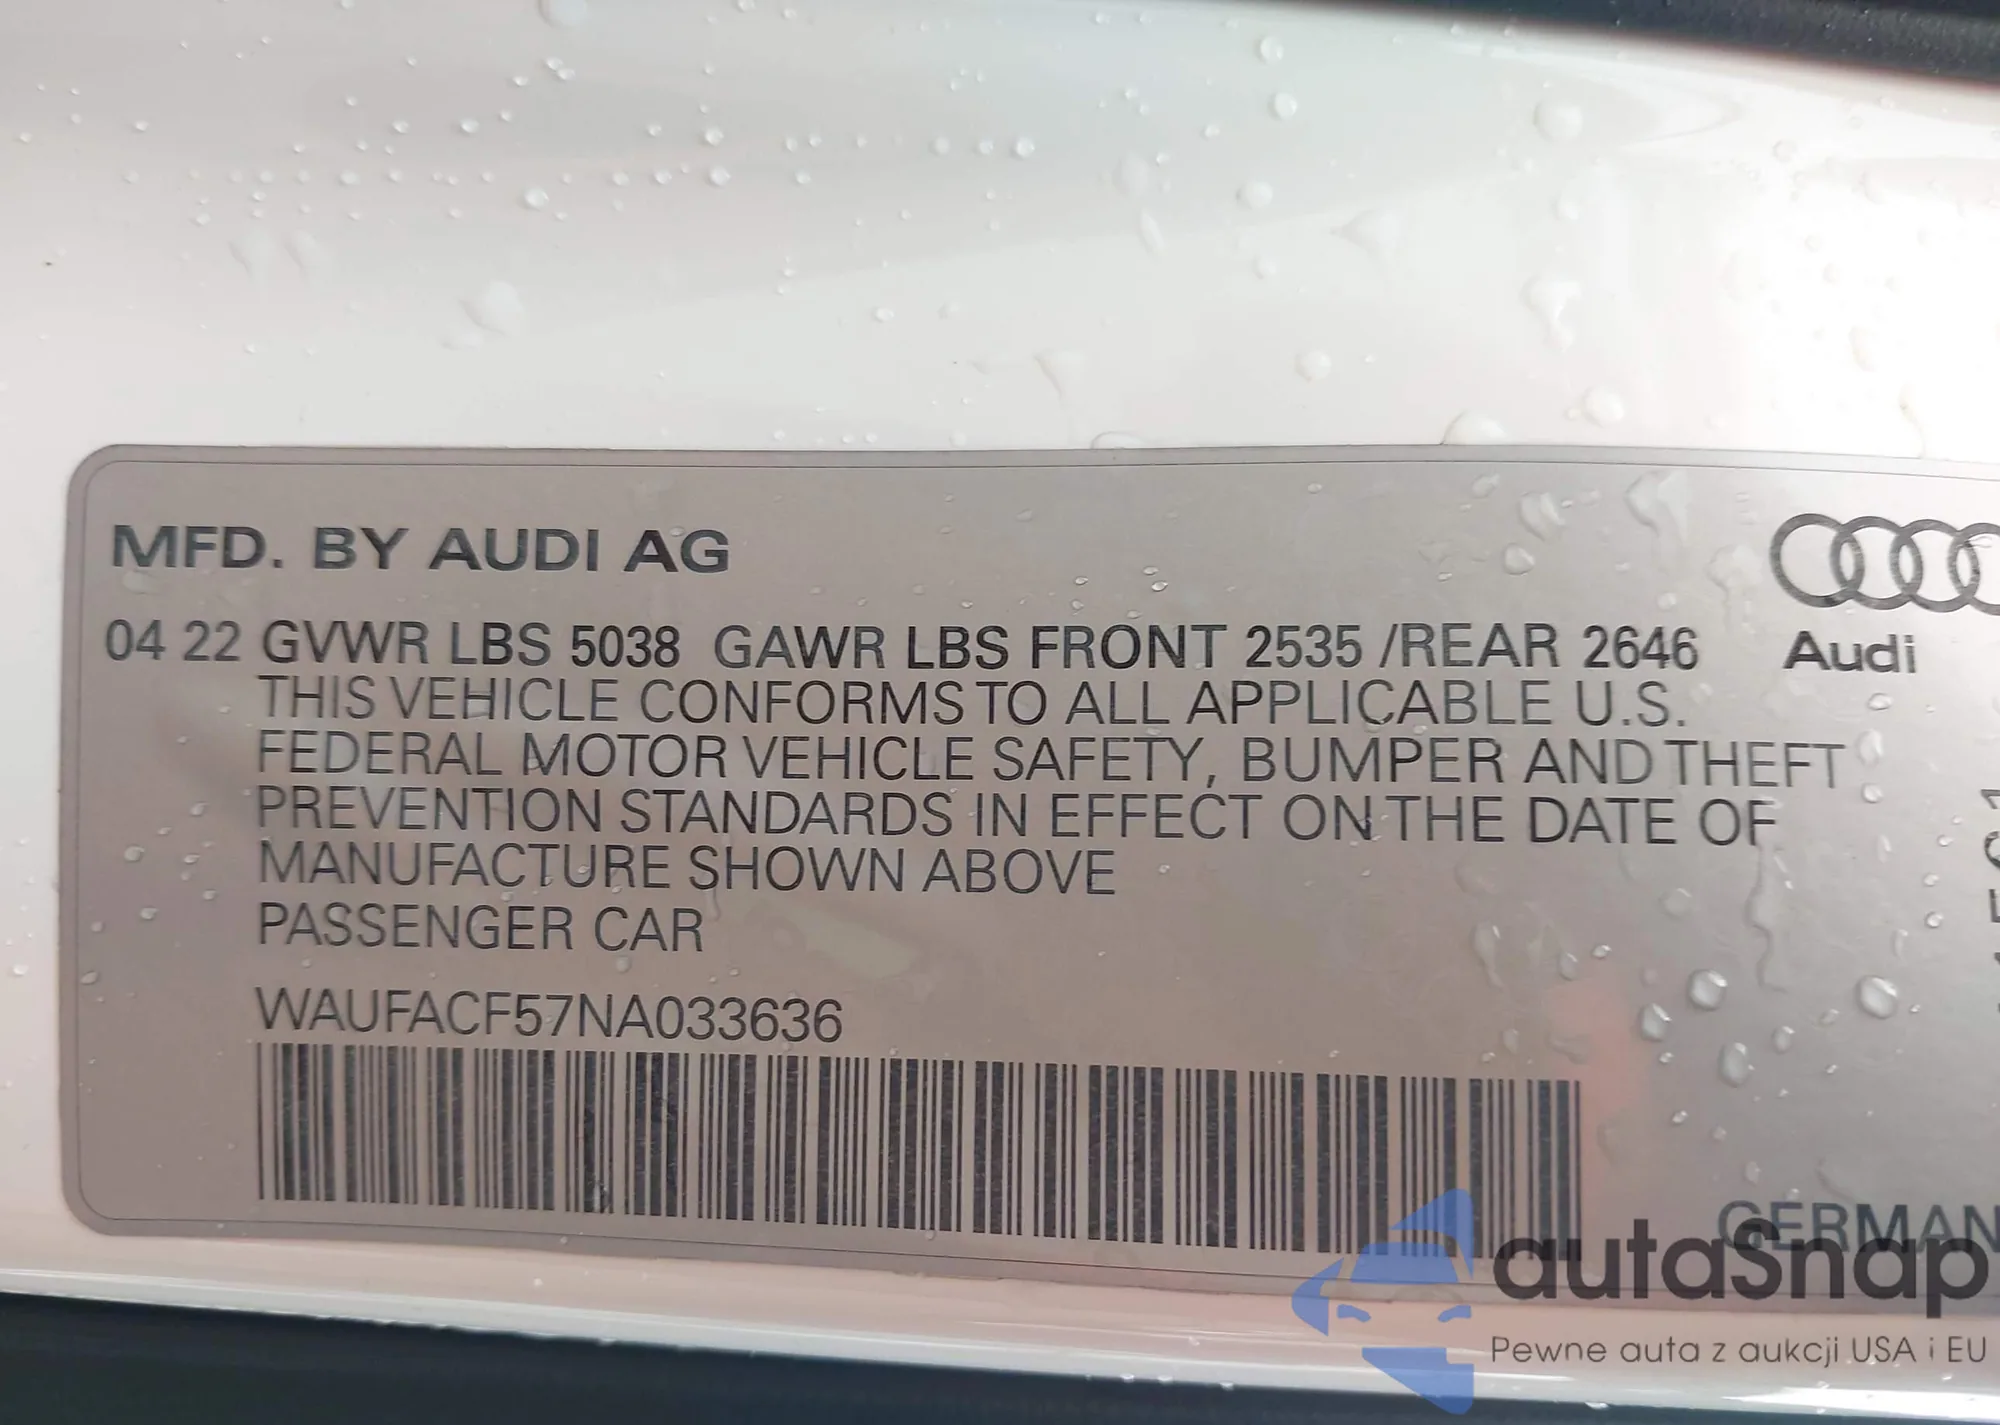 MFD. BY AUDI AG
Audi
04 22 GVWR LBS 5038 GAWR LBS FRONT 2535 /REAR 2646
THIS VEHICLE CONFORMS TO ALL APPLICABLE U.S.
FEDERAL MOTOR VEHICLE SAFETY, BUMPER AND THEFT
PREVENTION STANDARDS IN EFFECT ON THE DATE OF
MANUFACTURE SHOWN ABOVE
PASSENGER CAR
WAUFACF57NA033636
GERMAN
autaSnap
Pewne auta z aukcji USA i EU